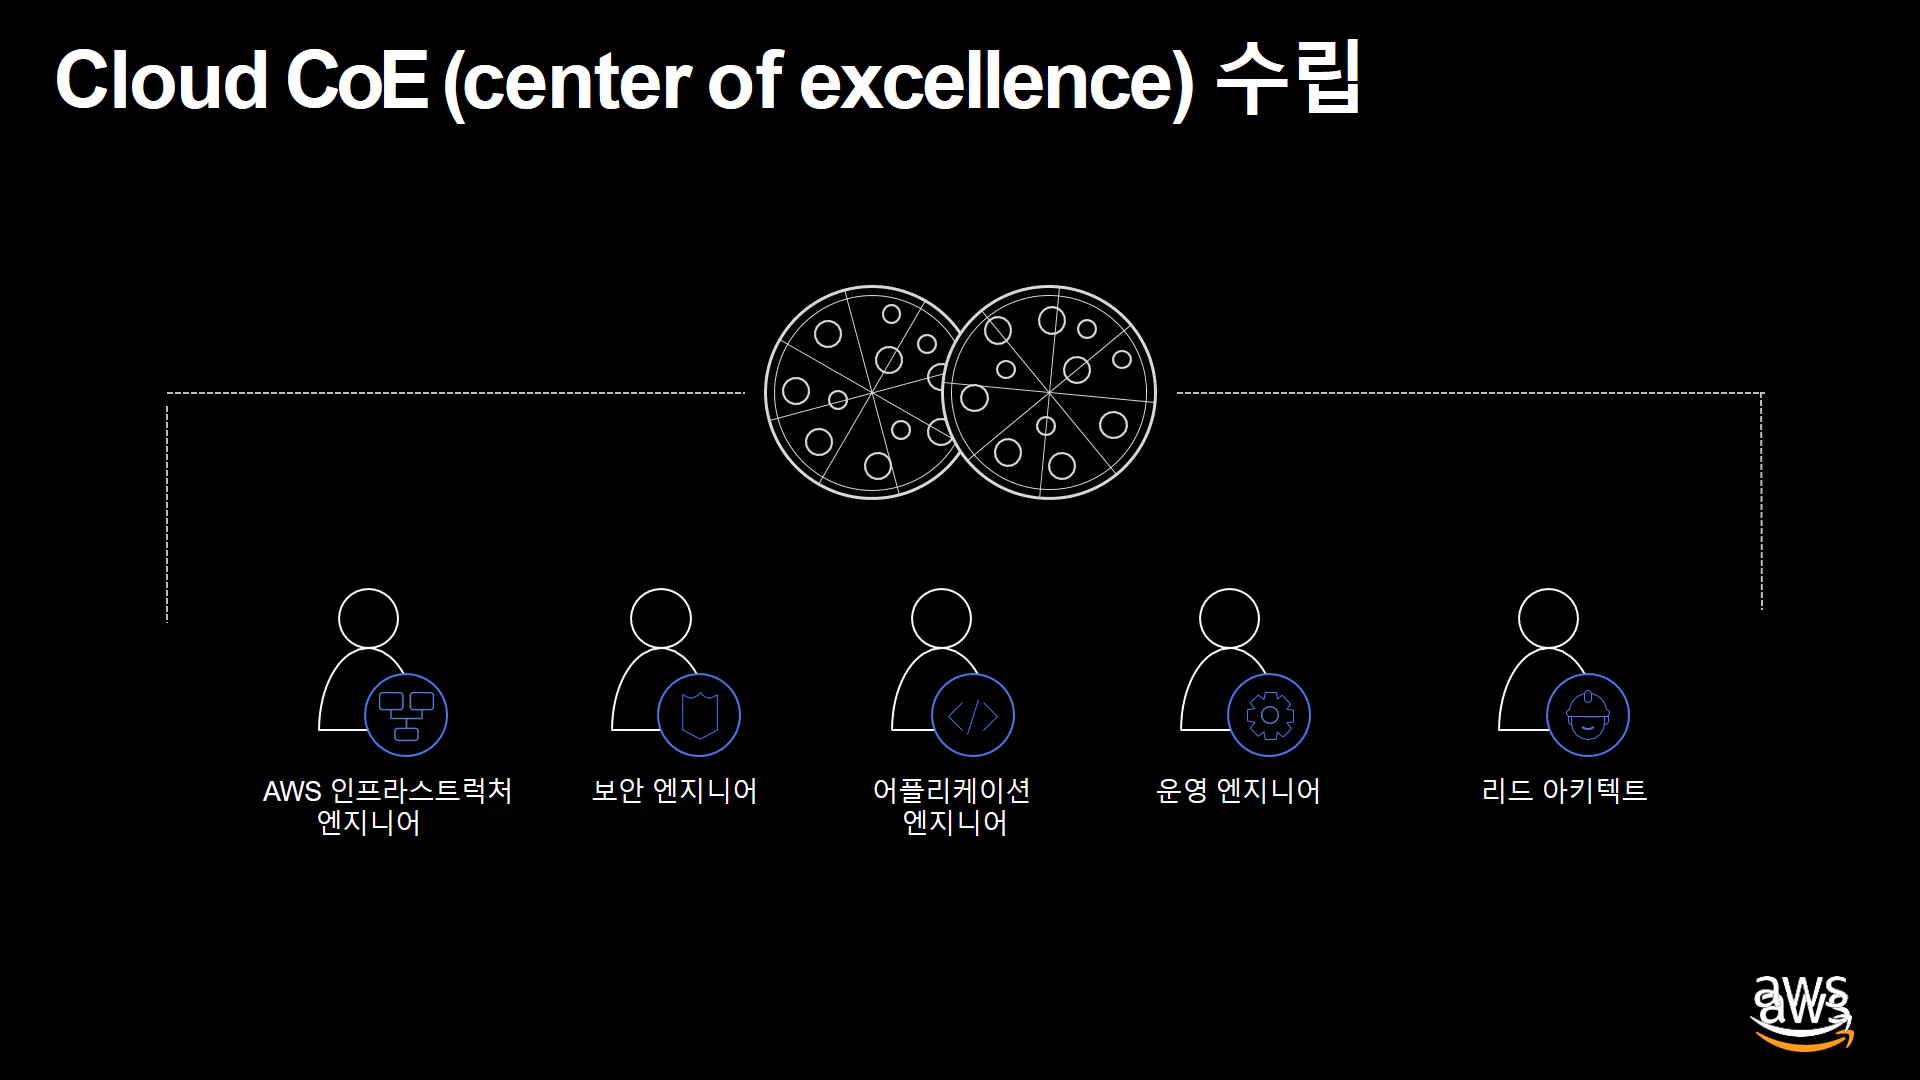 Cloud CoE (center of excellence) 수립
AWS 인프라스트럭처
엔지니어
보안 엔지니어
어플리케이션
엔지니어
운영 엔지니어
리드 아키텍트
aws
aws